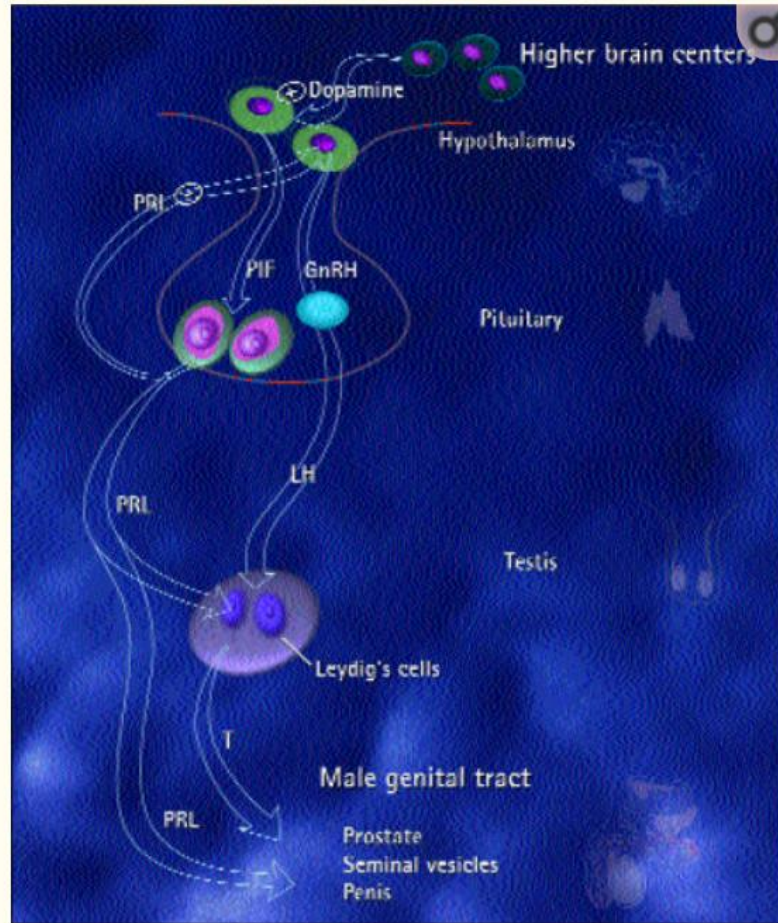 Higher brain centers
Dopamine
Hypothalamus
PRL
PIF
GnRH
Pituitary
LH
PRL
Testis
Leydig's cells
T
Male genital tract
PRL
Prostate
Seminal vesicles
Penis